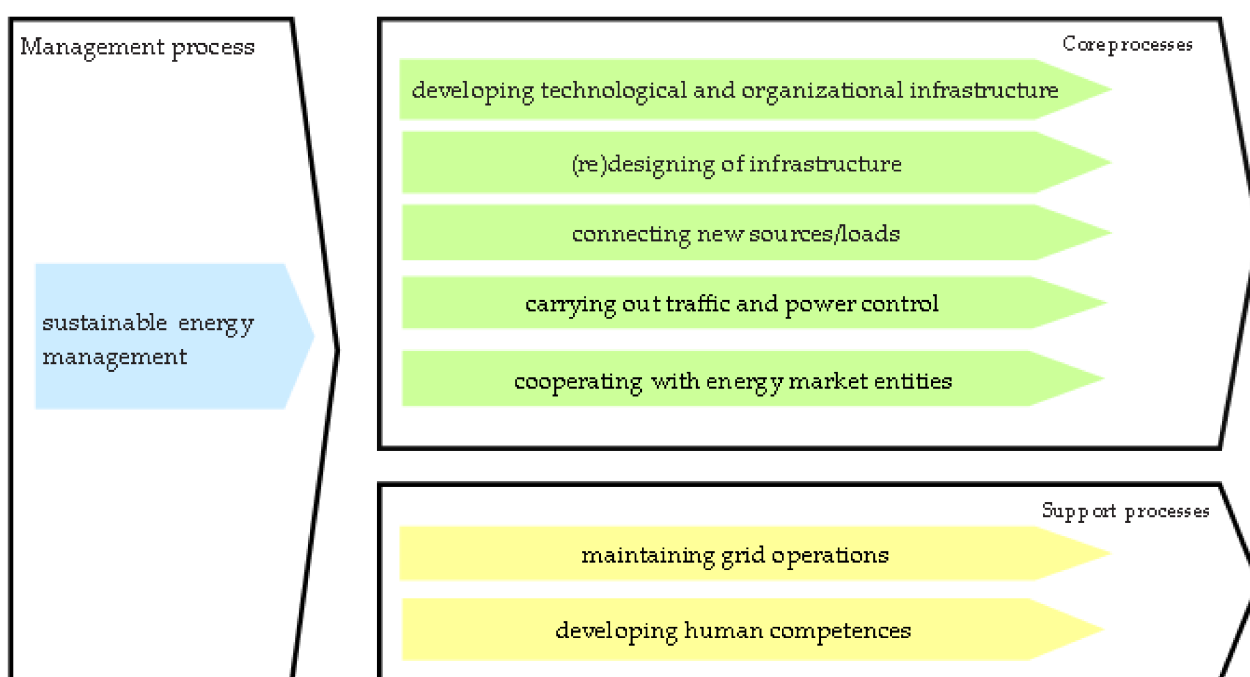 Management process
sustainable energy
management
Core processes
developing technological and organizational infrastructure
(re)designing of infrastructure
connecting new sources/loads
carrying out traffic and power control
cooperating with energy market entities
Support processes
maintaining grid operations
developing human competences